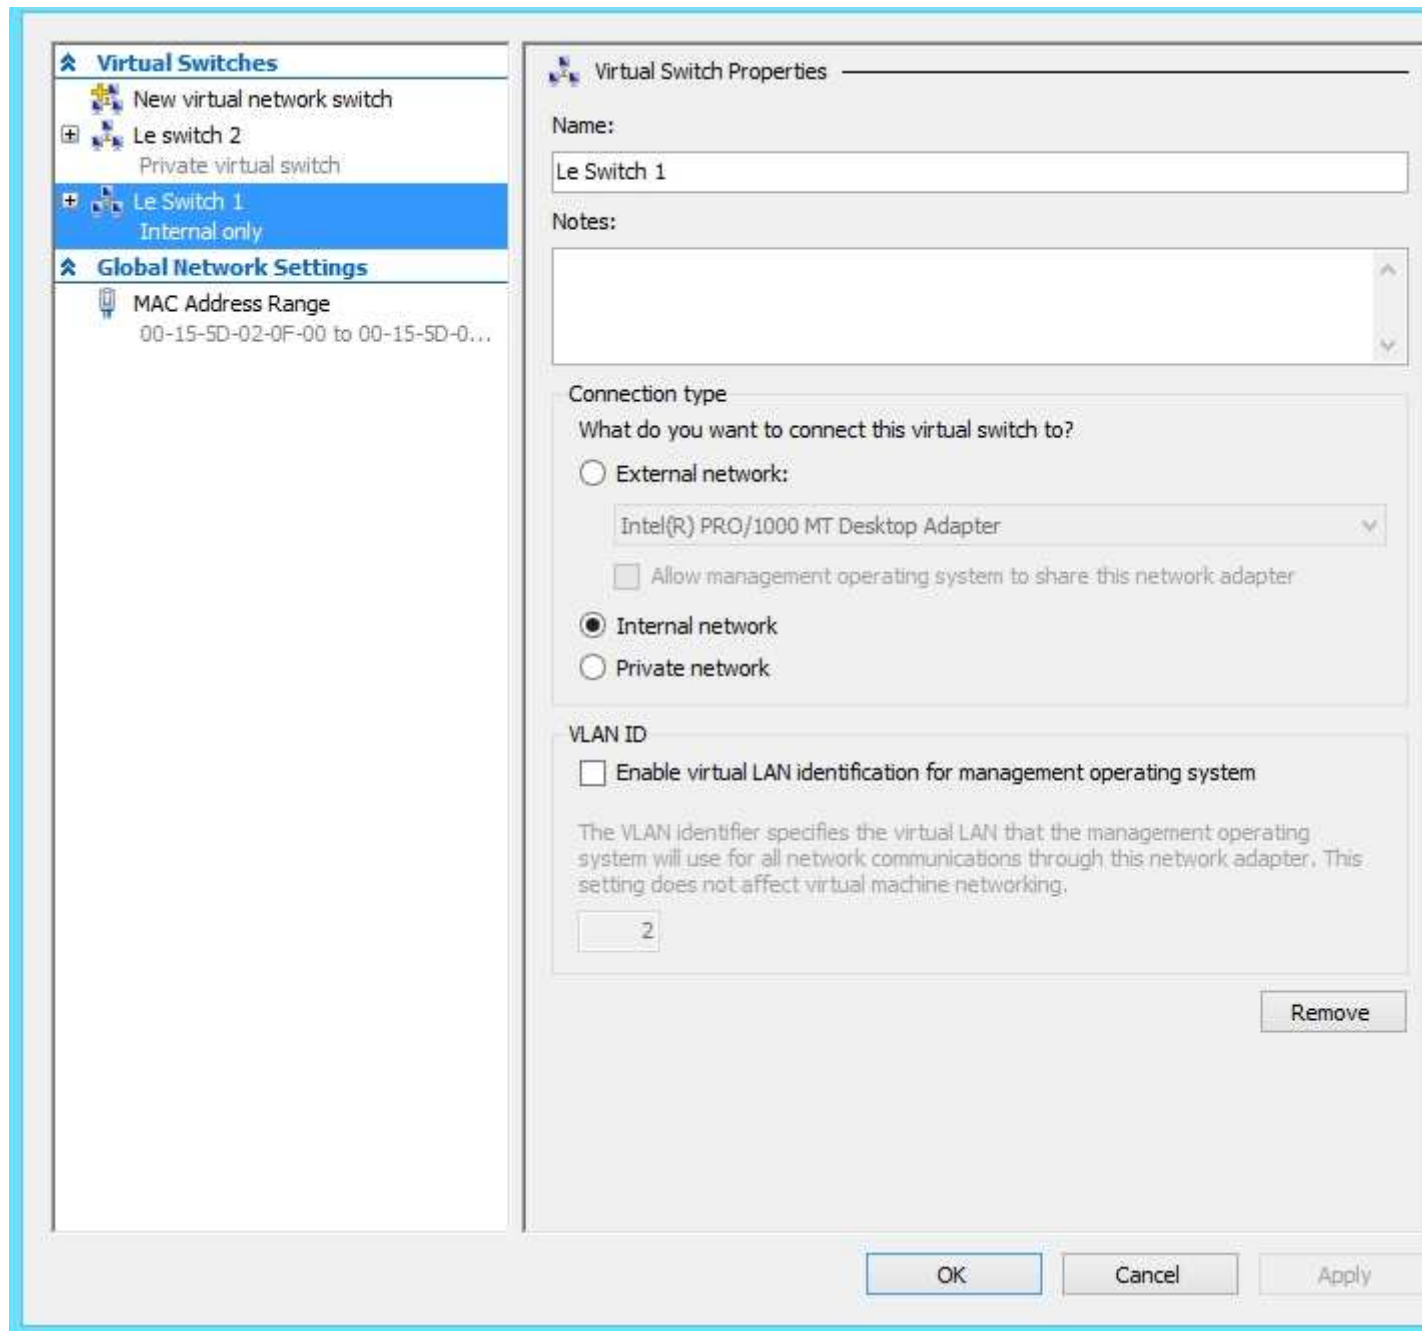 Virtual Switches
New virtual network switch
Le switch 2
Private virtual switch
Le Switch 1
Internal only
Global Network Settings
MAC Address Range
00-15-5D-02-0F-00 to 00-15-5D-0...
Virtual Switch Properties
Name:
Le Switch 1
Notes:
Connection type
What do you want to connect this virtual switch to?
External network:
Intel(R) PRO/1000 MT Desktop Adapter
Allow management operating system to share this network adapter
Internal network
Private network
VLAN ID
Enable virtual LAN identification for management operating system
The VLAN identifier specifies the virtual LAN that the management operating
system will use for all network communications through this network adapter. This
setting does not affect virtual machine networking.
2
Remove
OK
Cancel
Apply